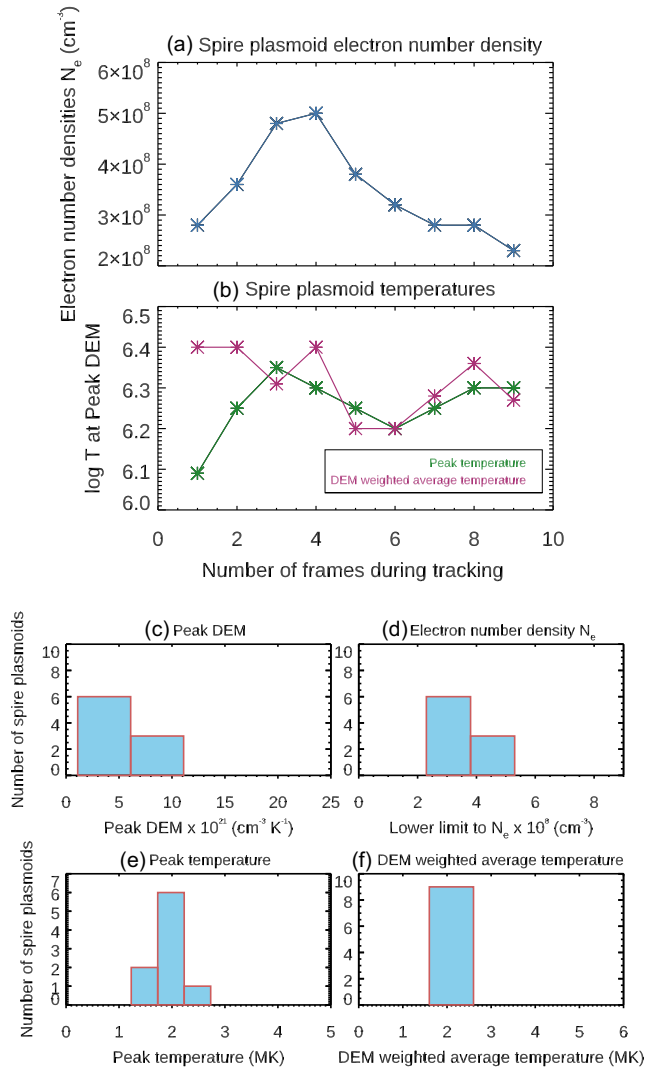 (a) Spire plasmoid electron number density
Electron number densities Nₑ (cm⁻³)
6×10⁸
5×10⁸
4×10⁸
3×10⁸
2×10⁸
(b) Spire plasmoid temperatures
log T at Peak DEM
6.5
6.4
6.3
6.2
6.1
6.0
Peak temperature
DEM weighted average temperature
0 2 4 6 8 10
Number of frames during tracking
(c) Peak DEM
Number of spire plasmoids
10
8
6
4
2
0
0 5 10 15 20 25
Peak DEM x 10²¹ (cm⁻³ K⁻¹)
(d) Electron number density Nₑ
10
8
6
4
2
0
0 2 4 6 8
Lower limit to Nₑ x 10⁸ (cm⁻³)
(e) Peak temperature
Number of spire plasmoids
7
6
5
4
3
2
1
0
0 1 2 3 4 5
Peak temperature (MK)
(f) DEM weighted average temperature
10
8
6
4
2
0
0 1 2 3 4 5 6
DEM weighted average temperature (MK)